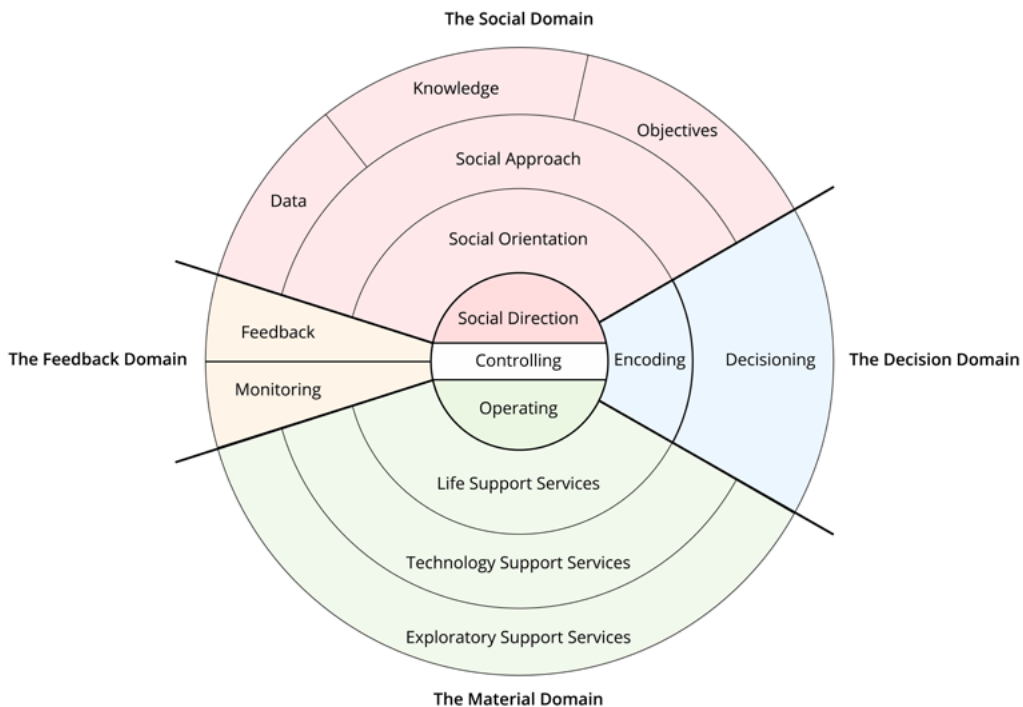 The Social Domain
Knowledge
Objectives
Social Approach
Data
Social Orientation
Social Direction
Feedback
The Feedback Domain
Controlling
Encoding
Decisioning
The Decision Domain
Monitoring
Operating
Life Support Services
Technology Support Services
Exploratory Support Services
The Material Domain